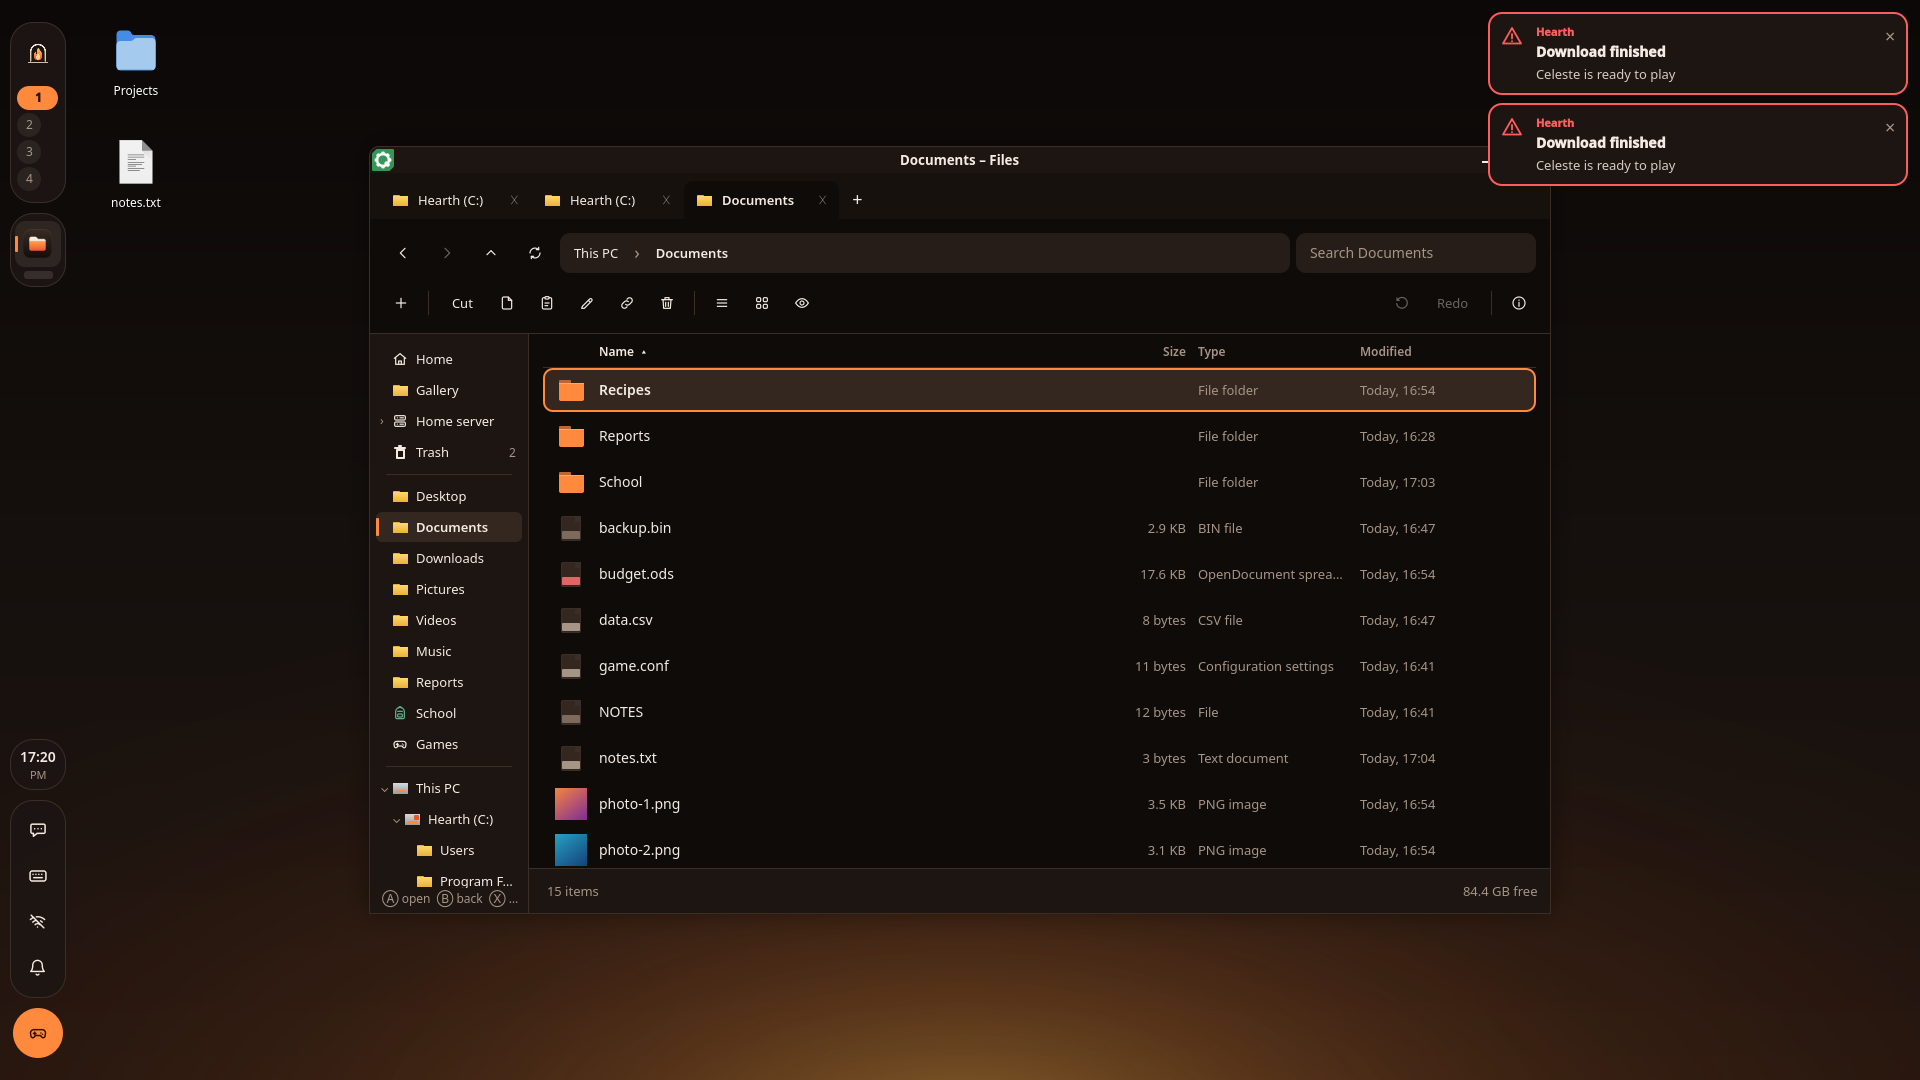 Projects
notes.txt
1
2
3
4
17:20
PM
Hearth
Download finished
Celeste is ready to play
Hearth
Download finished
Celeste is ready to play
Documents – Files
Hearth (C:) X Hearth (C:) X Documents X +
This PC › Documents
Search Documents
Cut
Redo
Home
Gallery
Home server
Trash 2
Desktop
Documents
Downloads
Pictures
Videos
Music
Reports
School
Games
This PC
Hearth (C:)
Users
Program F...
A open B back X ...
Name Size Type Modified
Recipes File folder Today, 16:54
Reports File folder Today, 16:28
School File folder Today, 17:03
backup.bin 2.9 KB BIN file Today, 16:47
budget.ods 17.6 KB OpenDocument sprea... Today, 16:54
data.csv 8 bytes CSV file Today, 16:47
game.conf 11 bytes Configuration settings Today, 16:41
NOTES 12 bytes File Today, 16:41
notes.txt 3 bytes Text document Today, 17:04
photo-1.png 3.5 KB PNG image Today, 16:54
photo-2.png 3.1 KB PNG image Today, 16:54
15 items 84.4 GB free